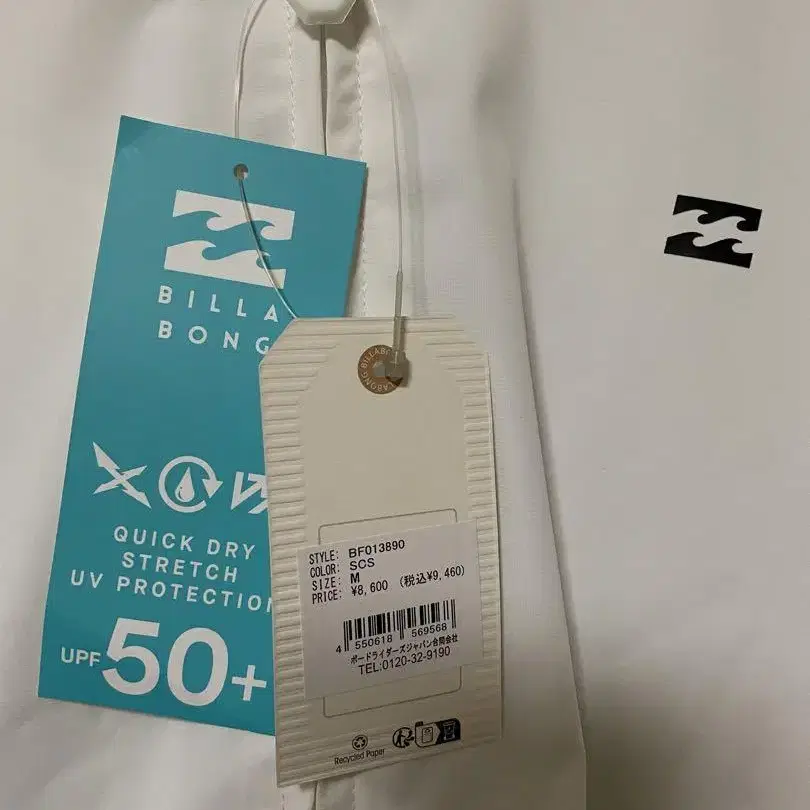 BILLA
BONG
QUICK DRY
STRETCH
UV PROTECTION
UPF 50+
BILLABONG BILLABONG
STYLE: BF013890
COLOR: SCS
SIZE: M
PRICE: ¥8,600 (税込¥9,460)
4 550618 569568
ボードライダーズジャパン合同会社
TEL:0120-32-9190
Recycled Paper